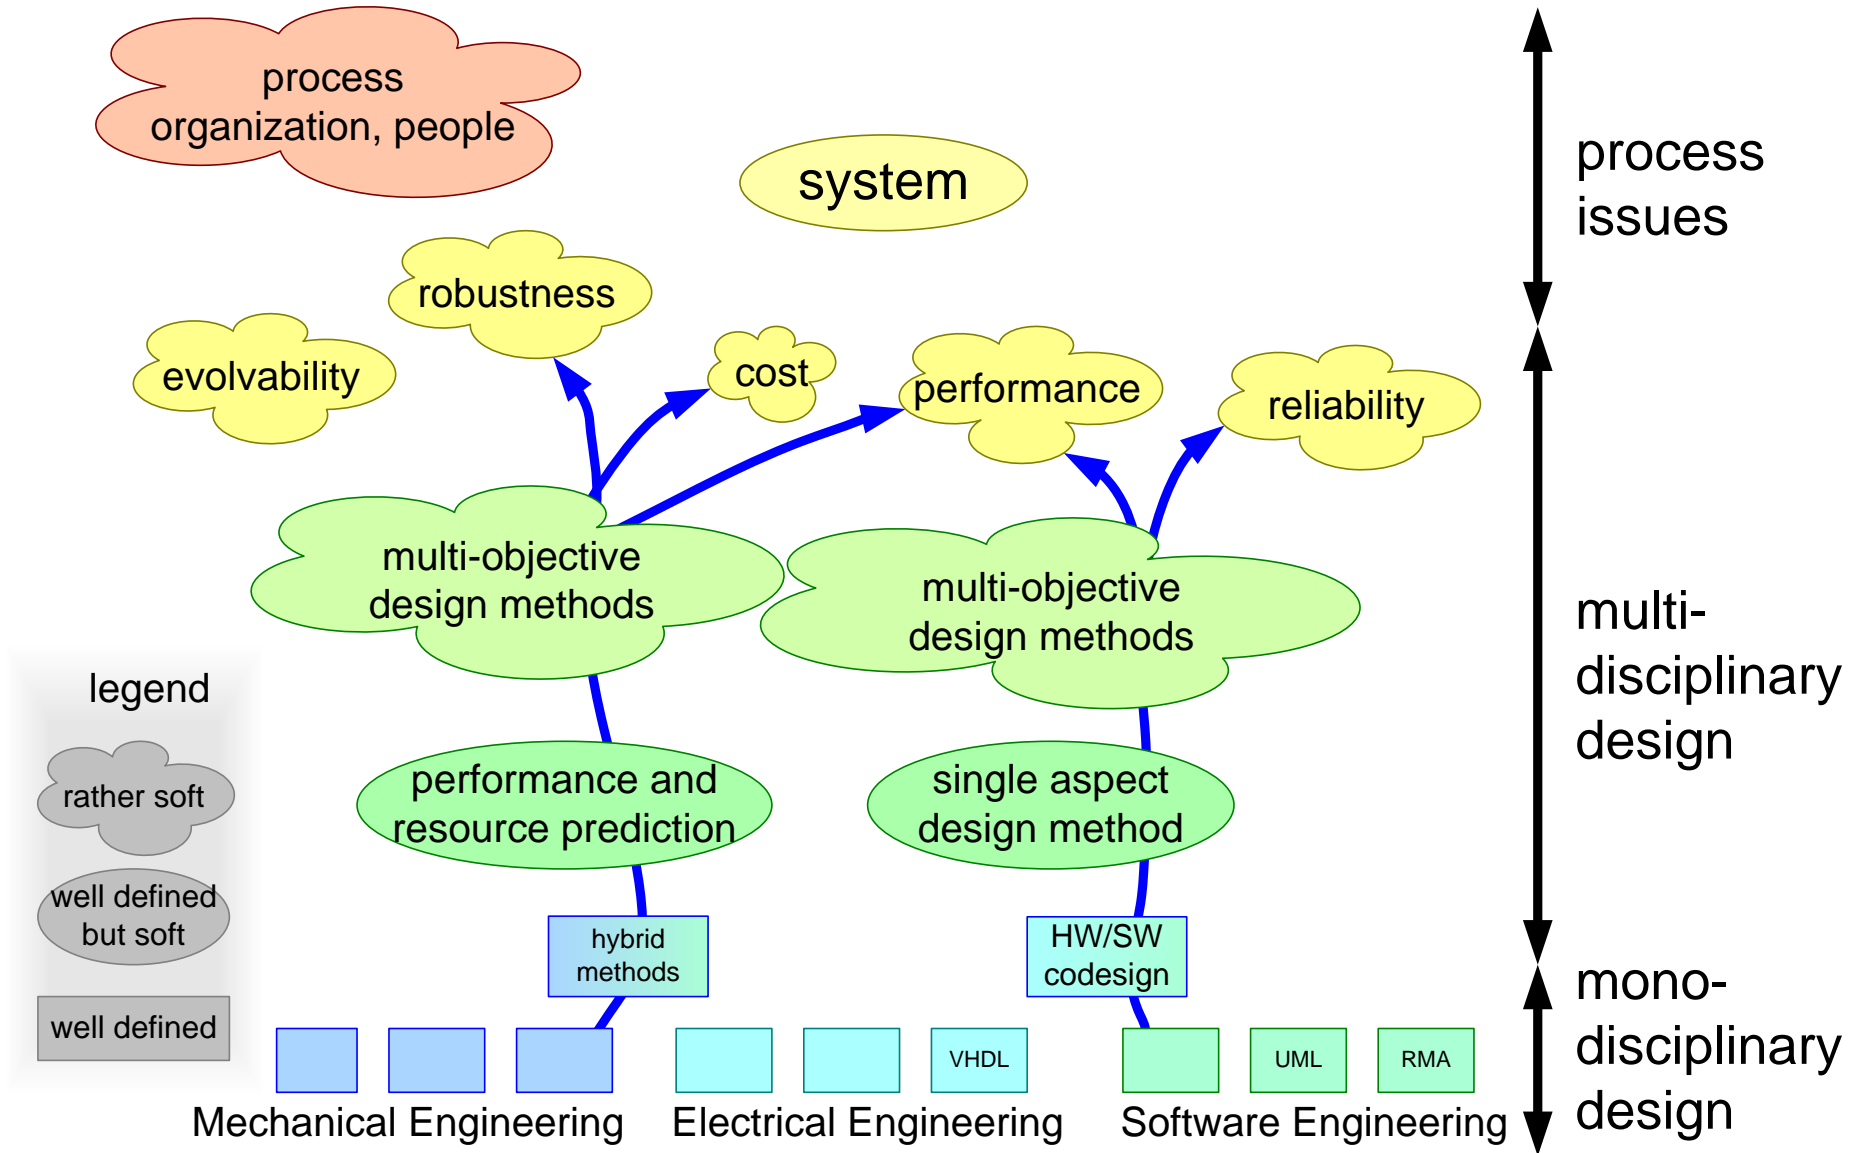 process
organization, people
system
process
issues
robustness
evolvability
cost
performance
reliability
multi-objective
design methods
multi-objective
design methods
multi-
disciplinary
design
legend
rather soft
well defined
but soft
well defined
performance and
resource prediction
single aspect
design method
hybrid
methods
HW/SW
codesign
mono-
disciplinary
design
VHDL
UML
RMA
Mechanical Engineering
Electrical Engineering
Software Engineering